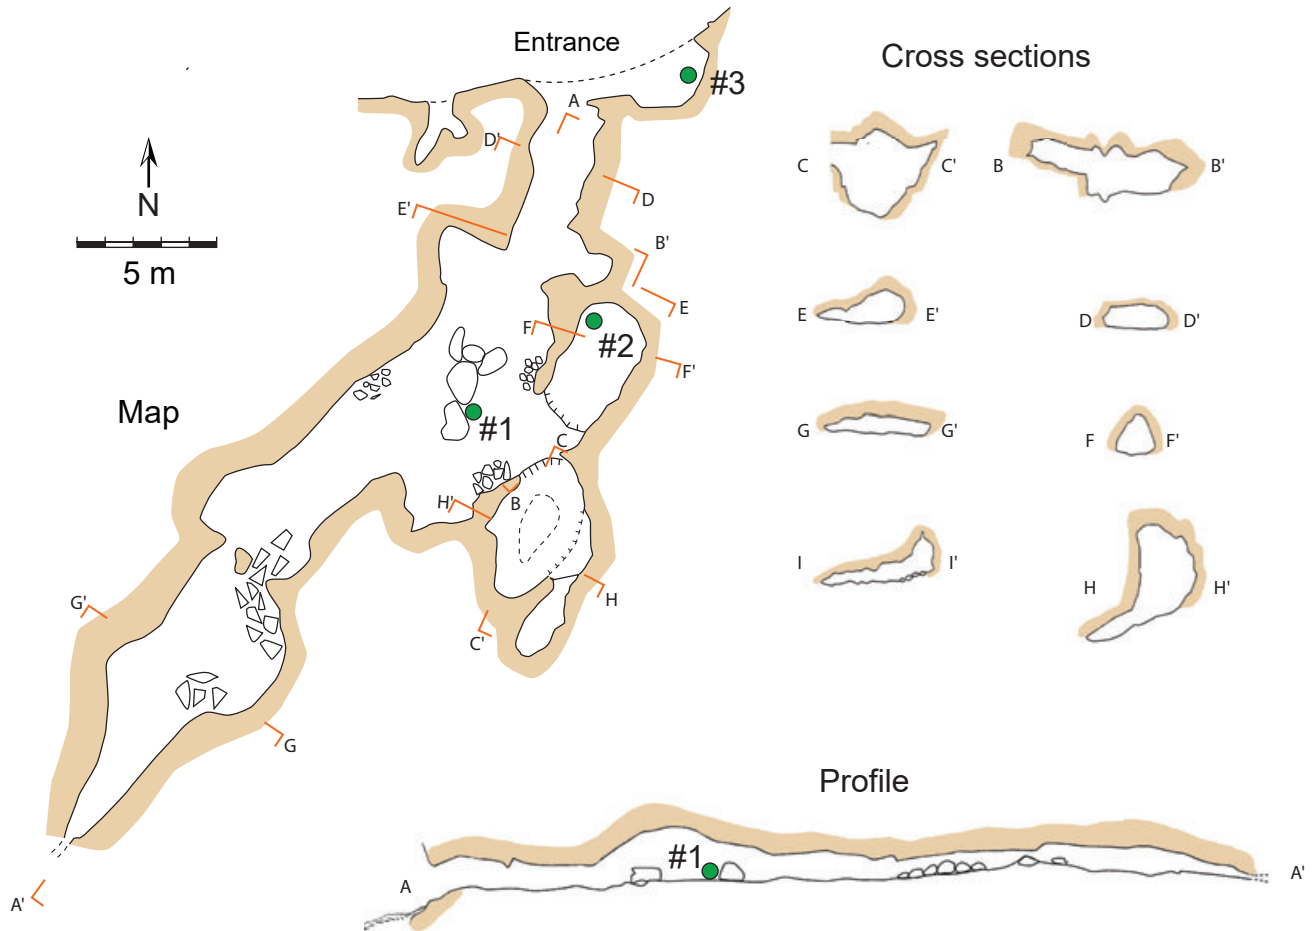 Entrance
Cross sections
#3
A
D'
C
C'
B
B'
N
E'
D
5 m
B'
E
E
E'
D
D'
F
#2
F'
Map
#1
G
G'
F
F'
C
H'
B
I
I'
H
H'
G'
H
C'
G
Profile
#1
A
A'
A'